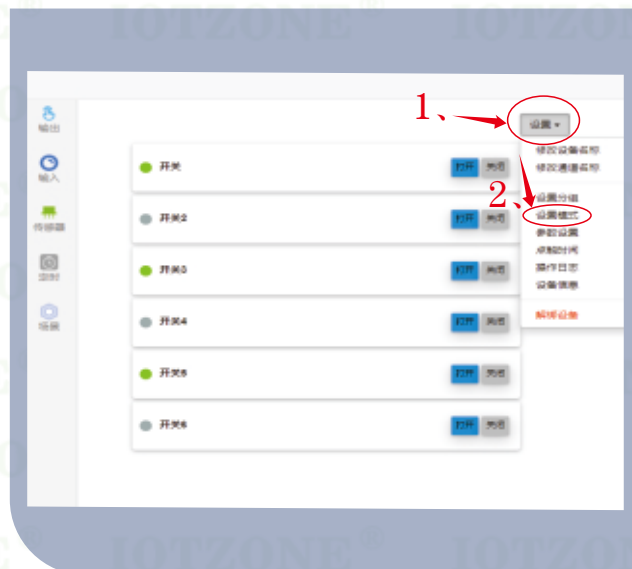 IOTZONE®
IOTZO
1、
设置
输出
修改设备名称
开关
打开
关闭
修改通道名称
输入
2、
设置分组
开关2
打开
关闭
设置模式
传感器
参数设置
点触时间
开关3
打开
关闭
操作日志
定时
设备信息
场景
解绑设备
开关4
打开
关闭
开关5
打开
关闭
开关6
打开
关闭
IOTZONE®
IOTZON